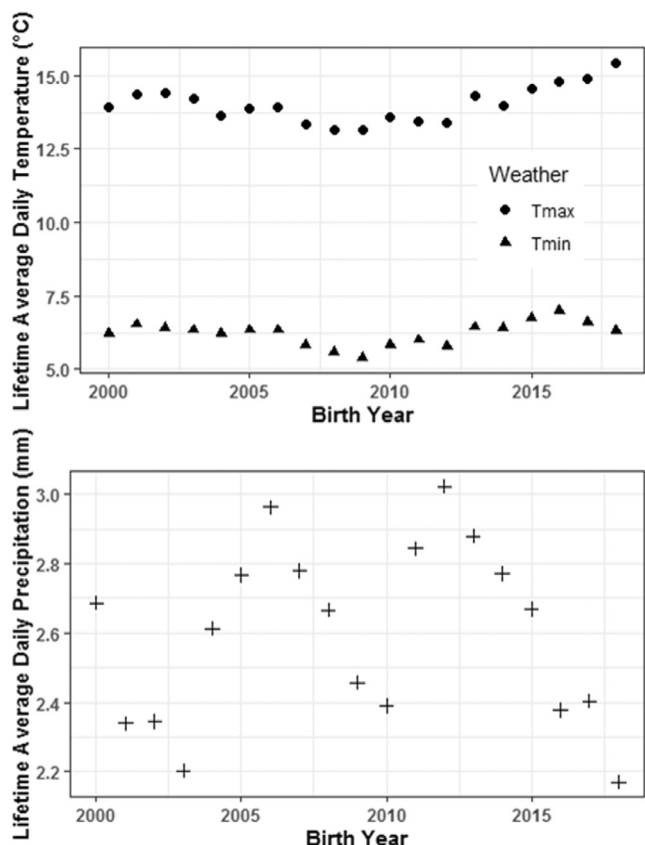 Lifetime Average Daily Temperature (°C)
15.0
12.5
10.0
7.5
5.0
Weather
Tmax
Tmin
2000 2005 2010 2015
Birth Year
Lifetime Average Daily Precipitation (mm)
3.0
2.8
2.6
2.4
2.2
2000 2005 2010 2015
Birth Year